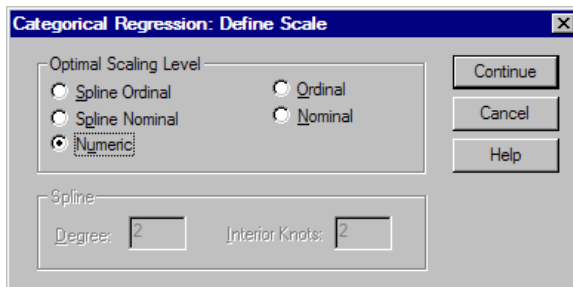 Categorical Regression: Define Scale
Optimal Scaling Level
Spline Ordinal
Ordinal
Spline Nominal
Nominal
Numeric
Continue
Cancel
Help
Spline
Degree: 2
Interior Knots: 2